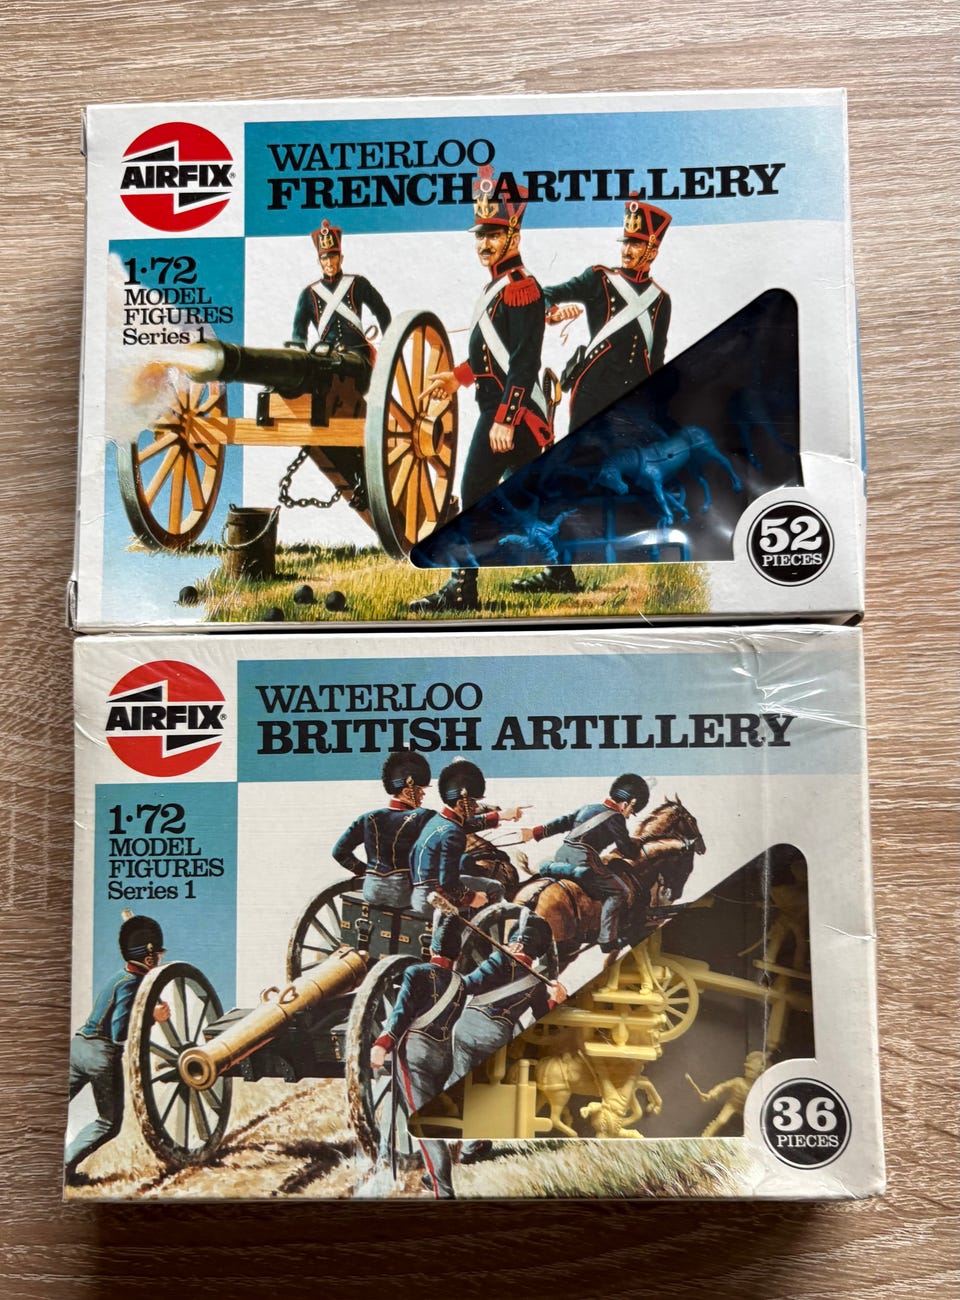 AIRFIX®
WATERLOO
FRENCH ARTILLERY
1·72
MODEL
FIGURES
Series 1
52
PIECES
AIRFIX®
WATERLOO
BRITISH ARTILLERY
1·72
MODEL
FIGURES
Series 1
36
PIECES